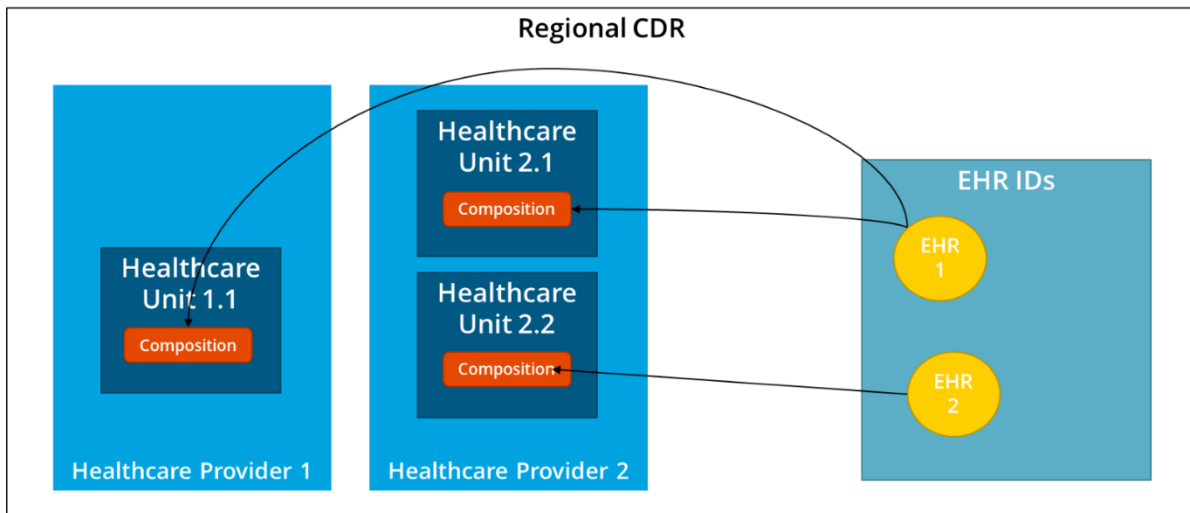 Regional CDR
Healthcare
Unit 1.1
Composition
Healthcare Provider 1
Healthcare
Unit 2.1
Composition
Healthcare
Unit 2.2
Composition
Healthcare Provider 2
EHR IDs
EHR
1
EHR
2